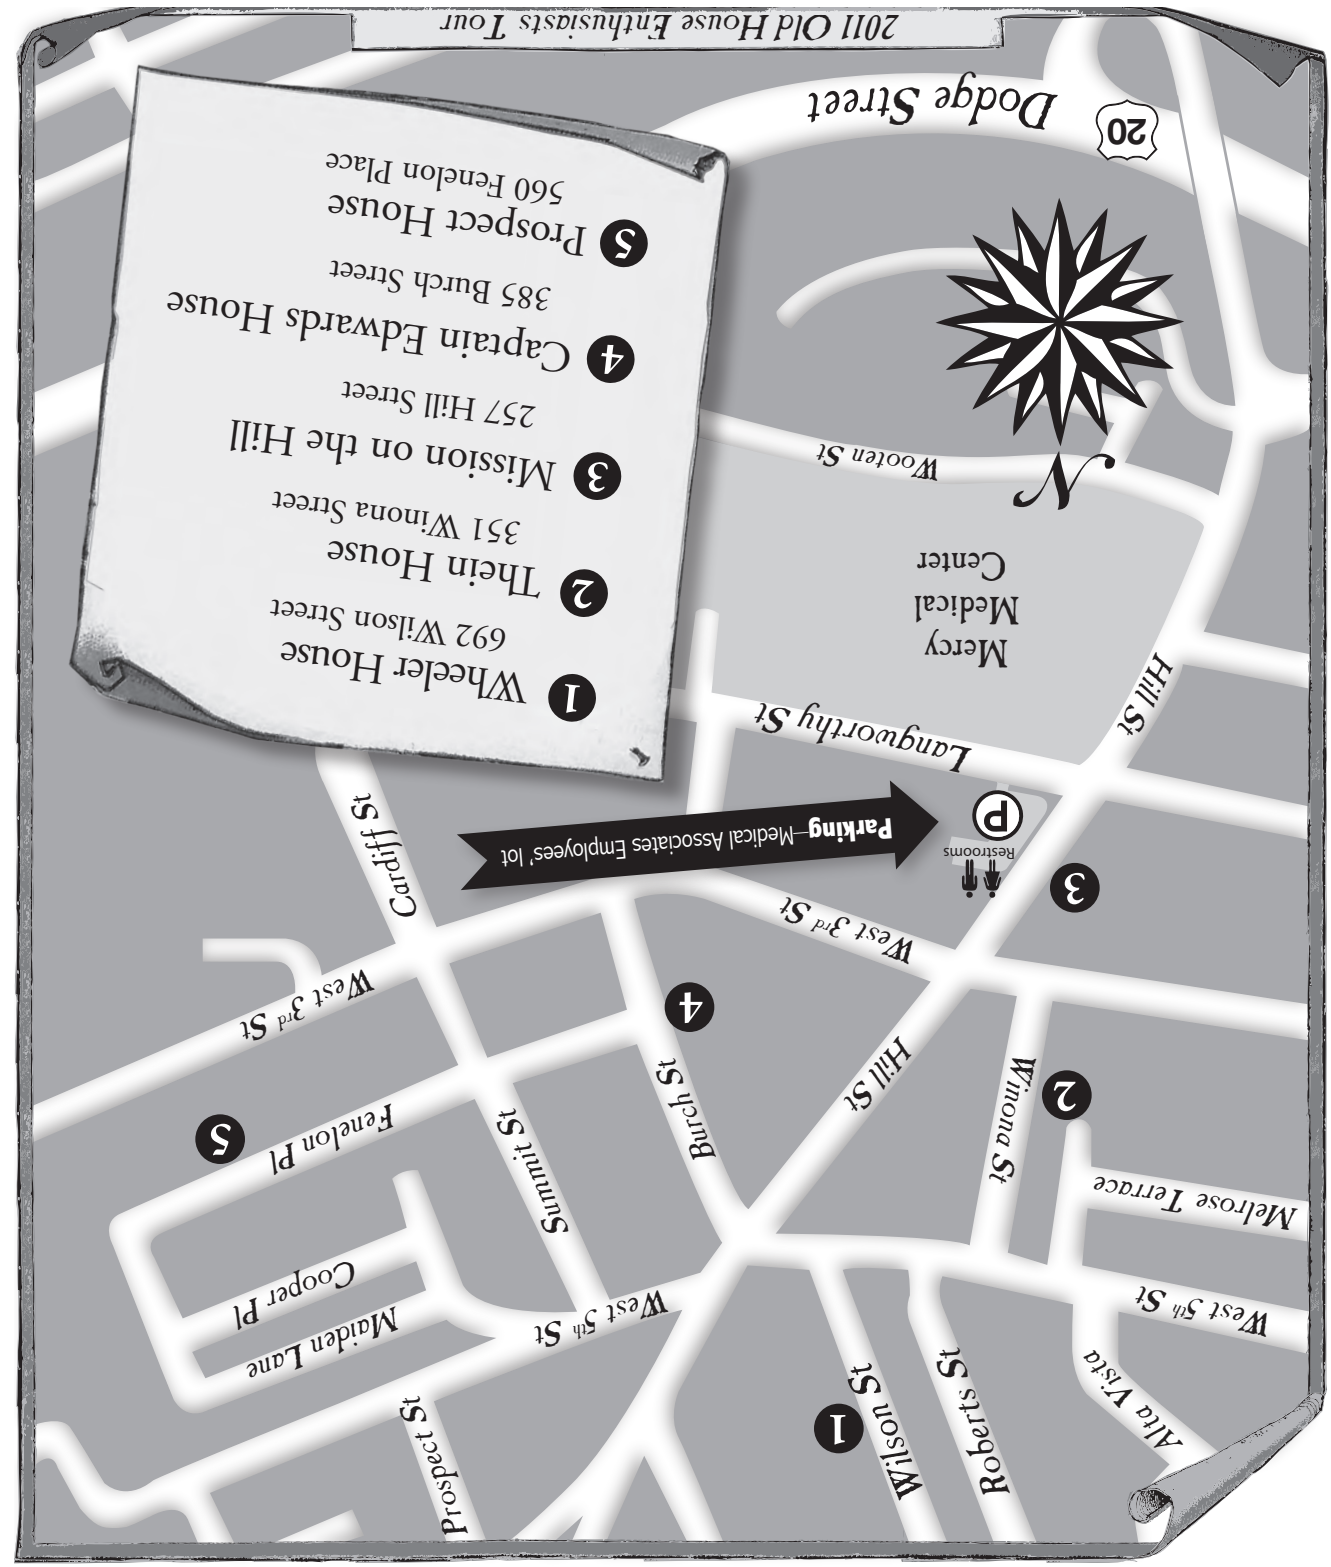 Alta Vista
Roberts St
Wilson St
1
Prospect St
West 5th St
Maiden Lane
Cooper Pl
West 5th St
Melrose Terrace
2
Winona St
Hill St
Burch St
Summit St
Fenelon Pl
5
4
West 3rd St
West 3rd St
3
Restrooms
P
Parking—Medical Associates Employees' lot
Cardiff St
Langworthy St
Hill St
Mercy
Medical
Center
Wooten St
N
20
Dodge Street
1 Wheeler House
692 Wilson Street
2 Thein House
351 Winona Street
3 Mission on the Hill
257 Hill Street
4 Captain Edwards House
385 Burch Street
5 Prospect House
560 Fenelon Place
2011 Old House Enthusiasts Tour